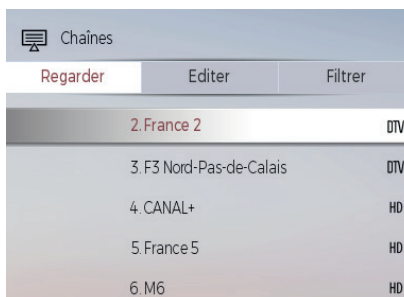 Chaînes
Regarder Editer Filtrer
2. France 2 DTV
3. F3 Nord-Pas-de-Calais DTV
4. CANAL+ HD
5. France 5 HD
6. M6 HD